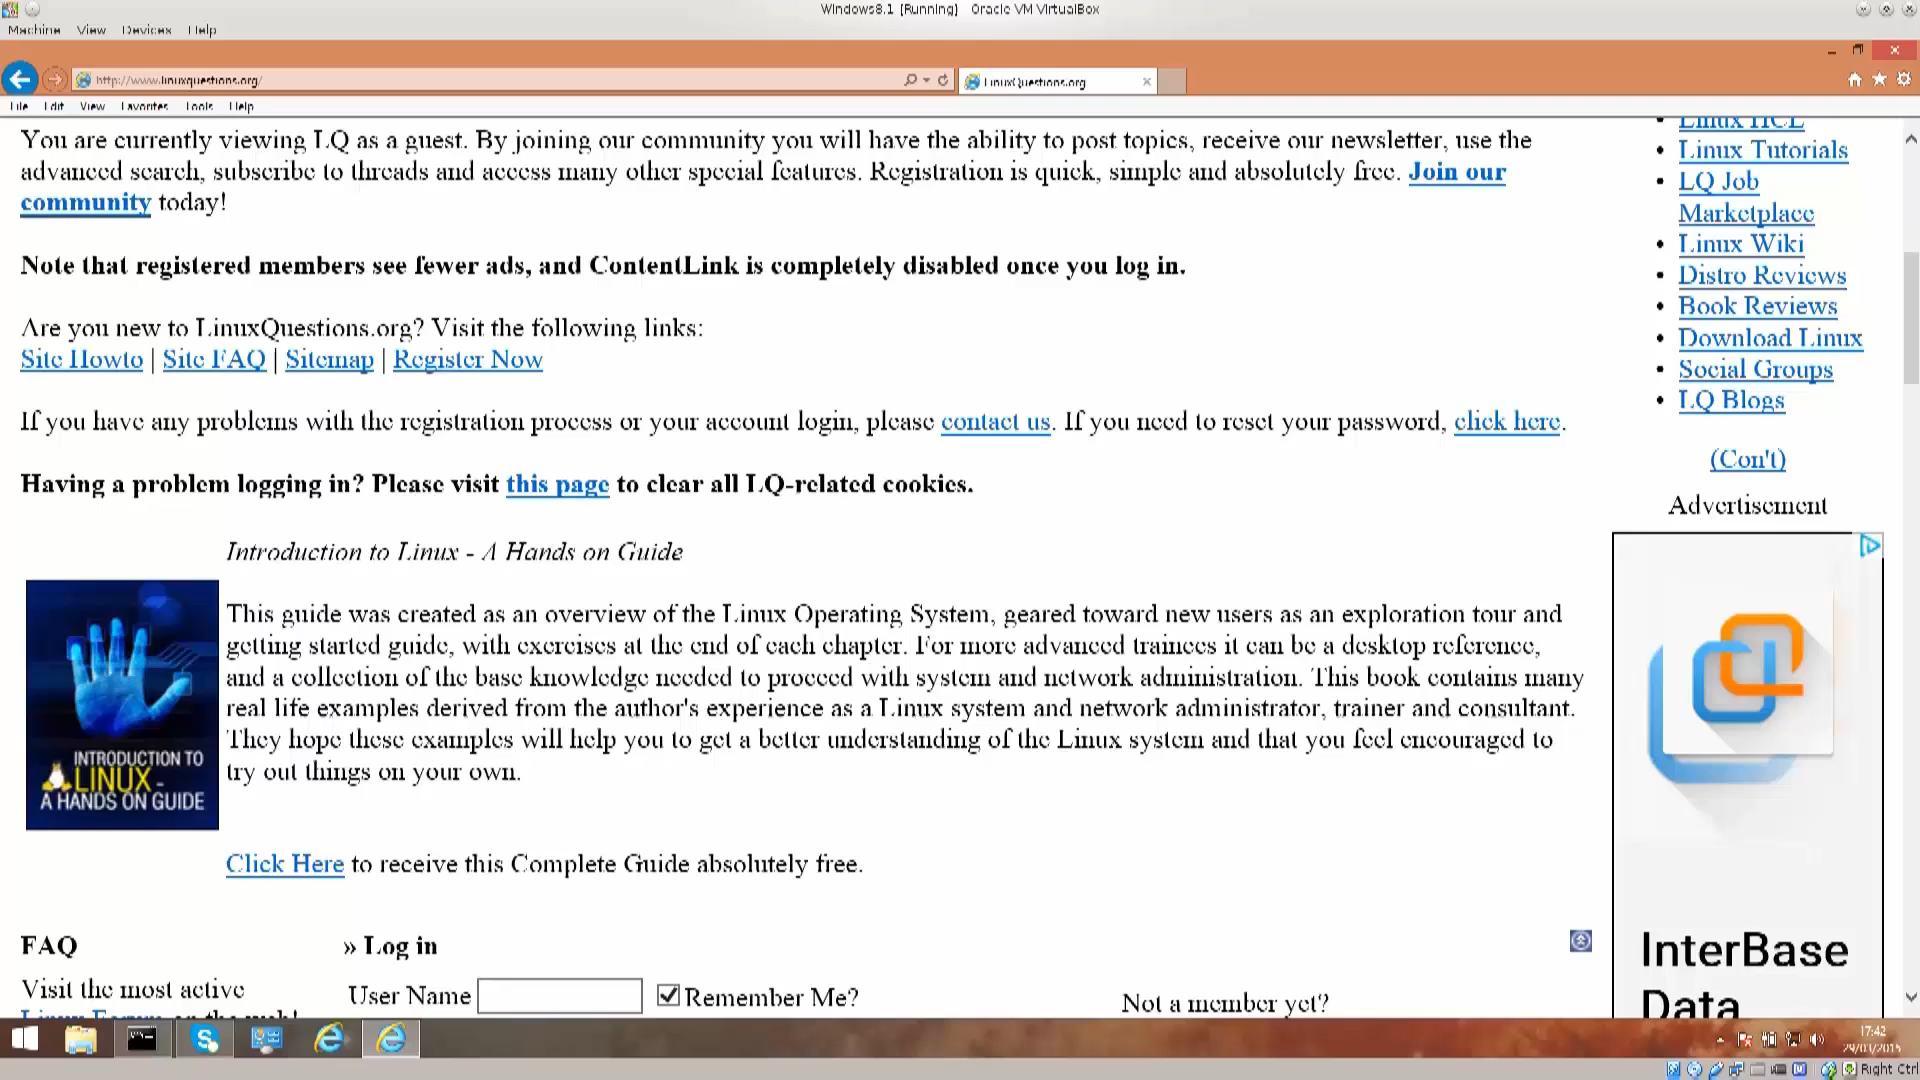 Windows8.1 [Running] - Oracle VM VirtualBox
Machine View Devices Help
http://www.linuxquestions.org/
LinuxQuestions.org
File Edit View Favorites Tools Help
You are currently viewing LQ as a guest. By joining our community you will have the ability to post topics, receive our newsletter, use the
advanced search, subscribe to threads and access many other special features. Registration is quick, simple and absolutely free. Join our
community today!
Note that registered members see fewer ads, and ContentLink is completely disabled once you log in.
Are you new to LinuxQuestions.org? Visit the following links:
Site Howto | Site FAQ | Sitemap | Register Now
If you have any problems with the registration process or your account login, please contact us. If you need to reset your password, click here.
Having a problem logging in? Please visit this page to clear all LQ-related cookies.
Introduction to Linux - A Hands on Guide
This guide was created as an overview of the Linux Operating System, geared toward new users as an exploration tour and
getting started guide, with exercises at the end of each chapter. For more advanced trainees it can be a desktop reference,
and a collection of the base knowledge needed to proceed with system and network administration. This book contains many
real life examples derived from the author's experience as a Linux system and network administrator, trainer and consultant.
They hope these examples will help you to get a better understanding of the Linux system and that you feel encouraged to
try out things on your own.
INTRODUCTION TO
LINUX -
A HANDS ON GUIDE
Click Here to receive this Complete Guide absolutely free.
FAQ
Visit the most active
Linux Forum on the web!
» Log in
User Name
Remember Me?
Not a member yet?
Linux HCL
Linux Tutorials
LQ Job
Marketplace
Linux Wiki
Distro Reviews
Book Reviews
Download Linux
Social Groups
LQ Blogs
(Con't)
Advertisement
InterBase
Data
17:42
29/03/2015
Right Ctrl